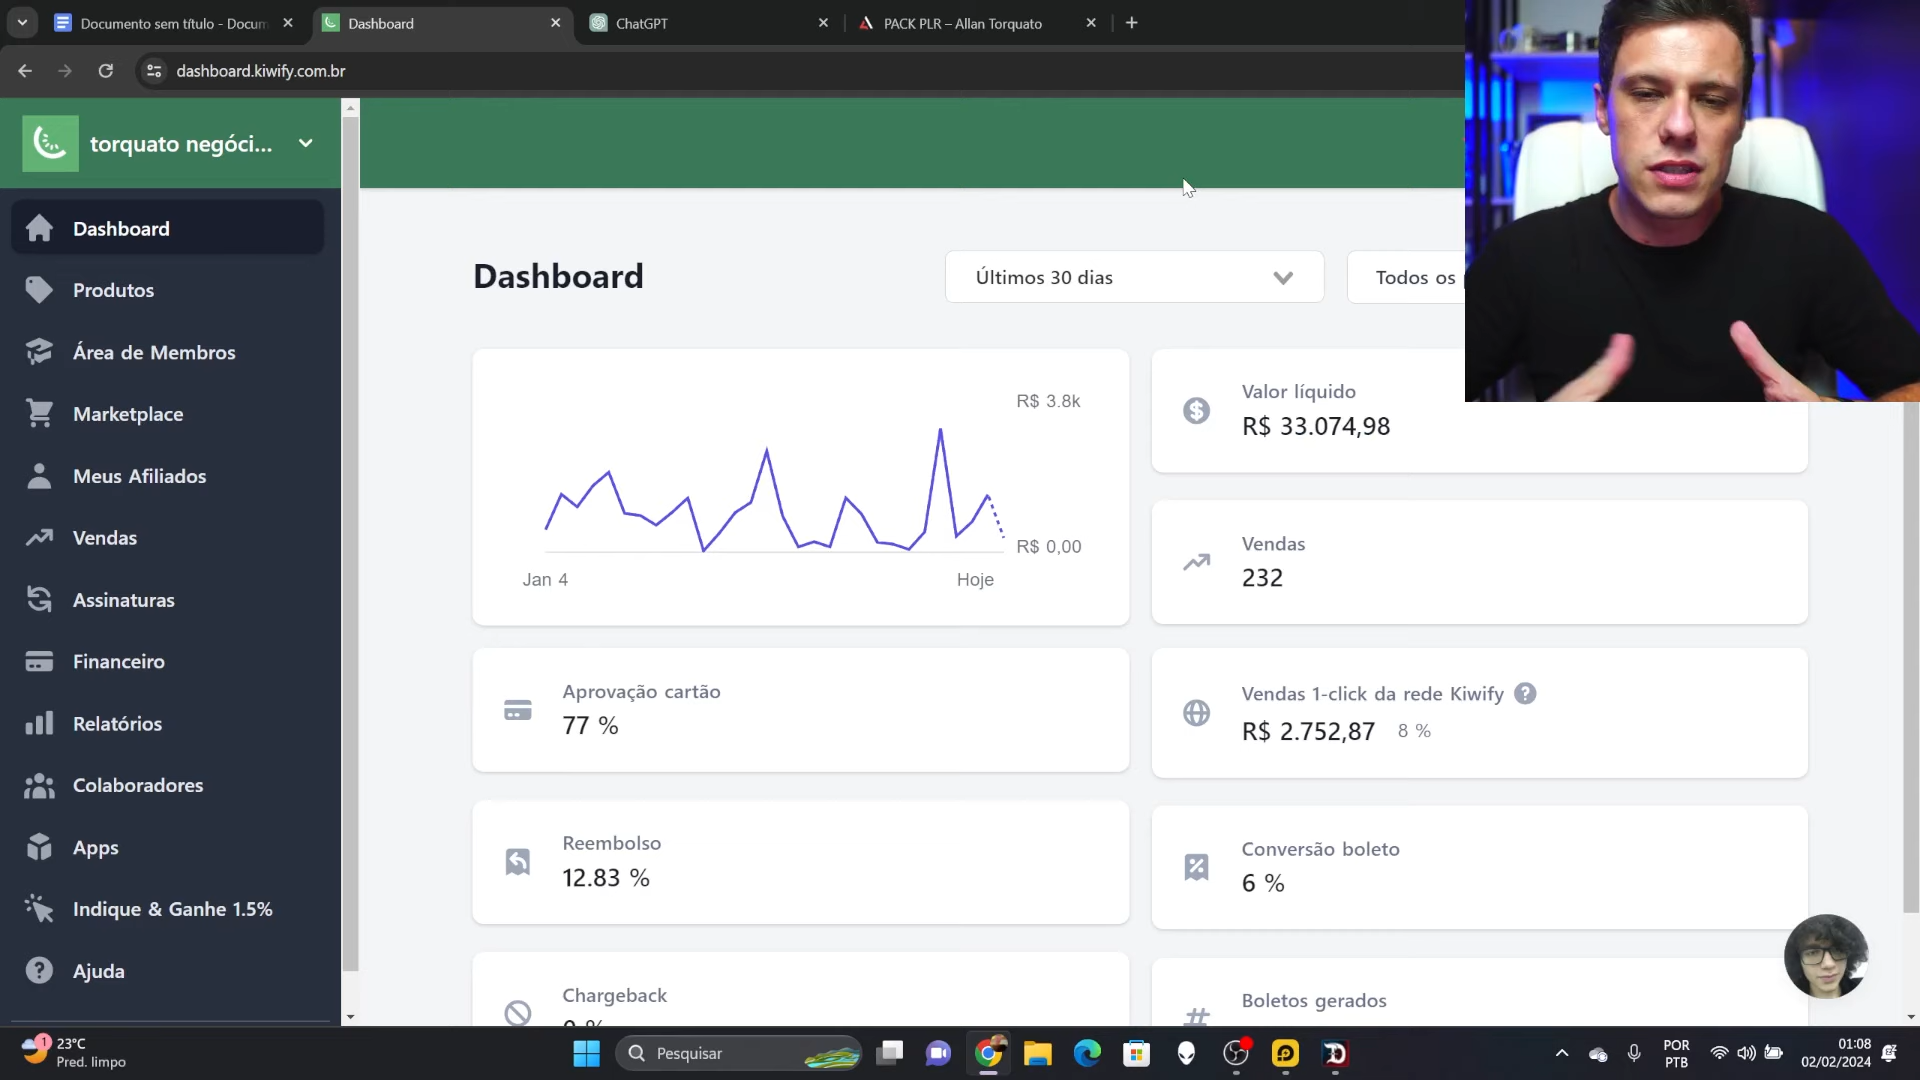 Documento sem título - Docum
Dashboard
ChatGPT
PACK PLR – Allan Torquato
dashboard.kiwify.com.br
torquato negóci...
Dashboard
Produtos
Área de Membros
Marketplace
Meus Afiliados
Vendas
Assinaturas
Financeiro
Relatórios
Colaboradores
Apps
Indique & Ganhe 1.5%
Ajuda
Dashboard
Últimos 30 dias
Todos os
R$ 3.8k
R$ 0,00
Jan 4
Hoje
Valor líquido
R$ 33.074,98
Vendas
232
Aprovação cartão
77 %
Vendas 1-click da rede Kiwify
R$ 2.752,87 8 %
Reembolso
12.83 %
Conversão boleto
6 %
Chargeback
Boletos gerados
1
23°C
Pred. limpo
Pesquisar
POR
PTB
01:08
02/02/2024